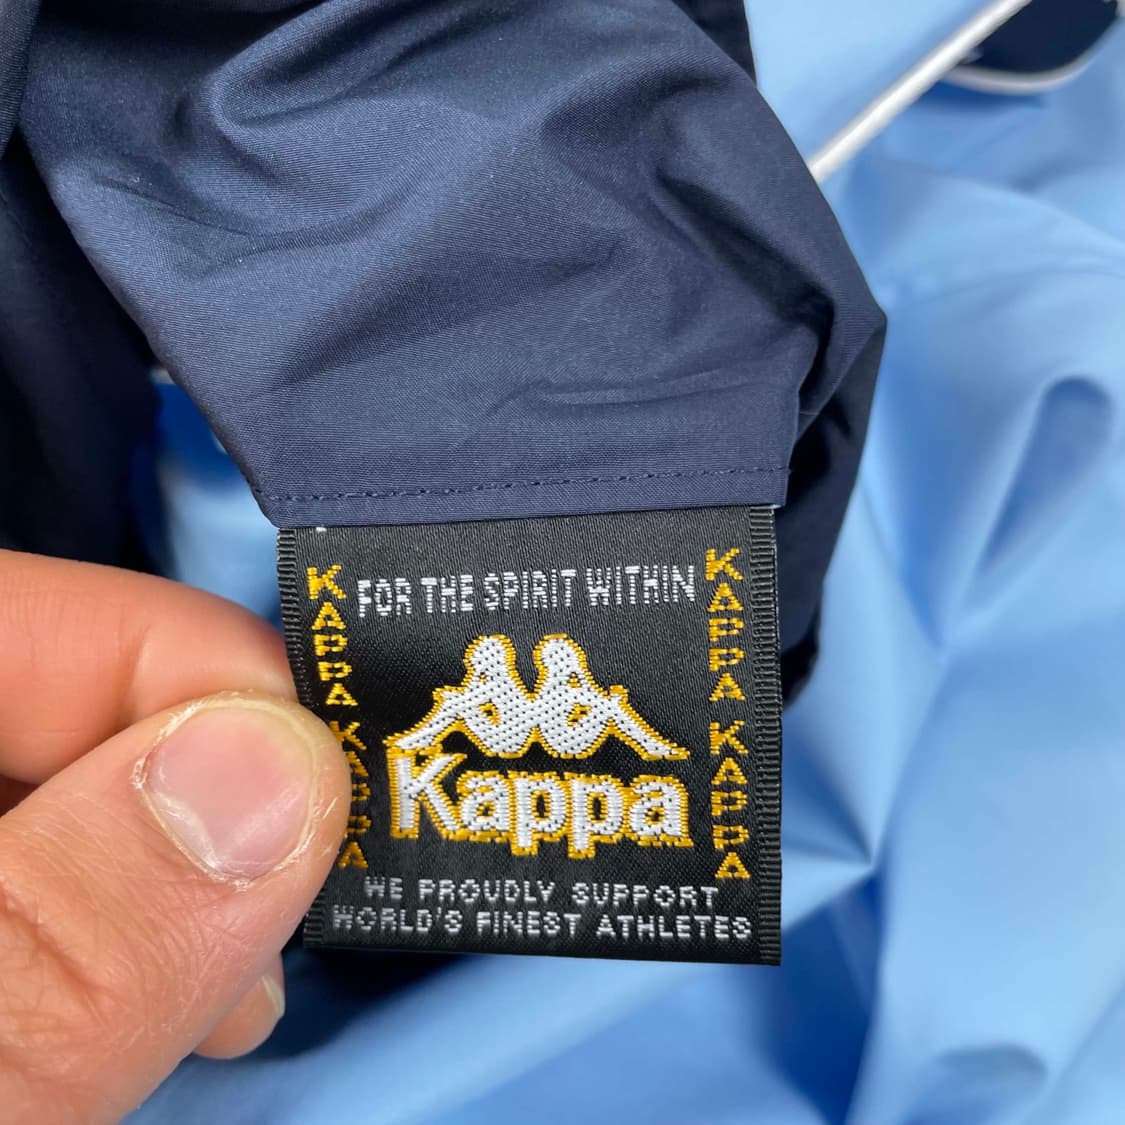 FOR THE SPIRIT WITHIN
KAPPA KAPPA
KAPPA KAPPA
Kappa
WE PROUDLY SUPPORT
WORLD'S FINEST ATHLETES